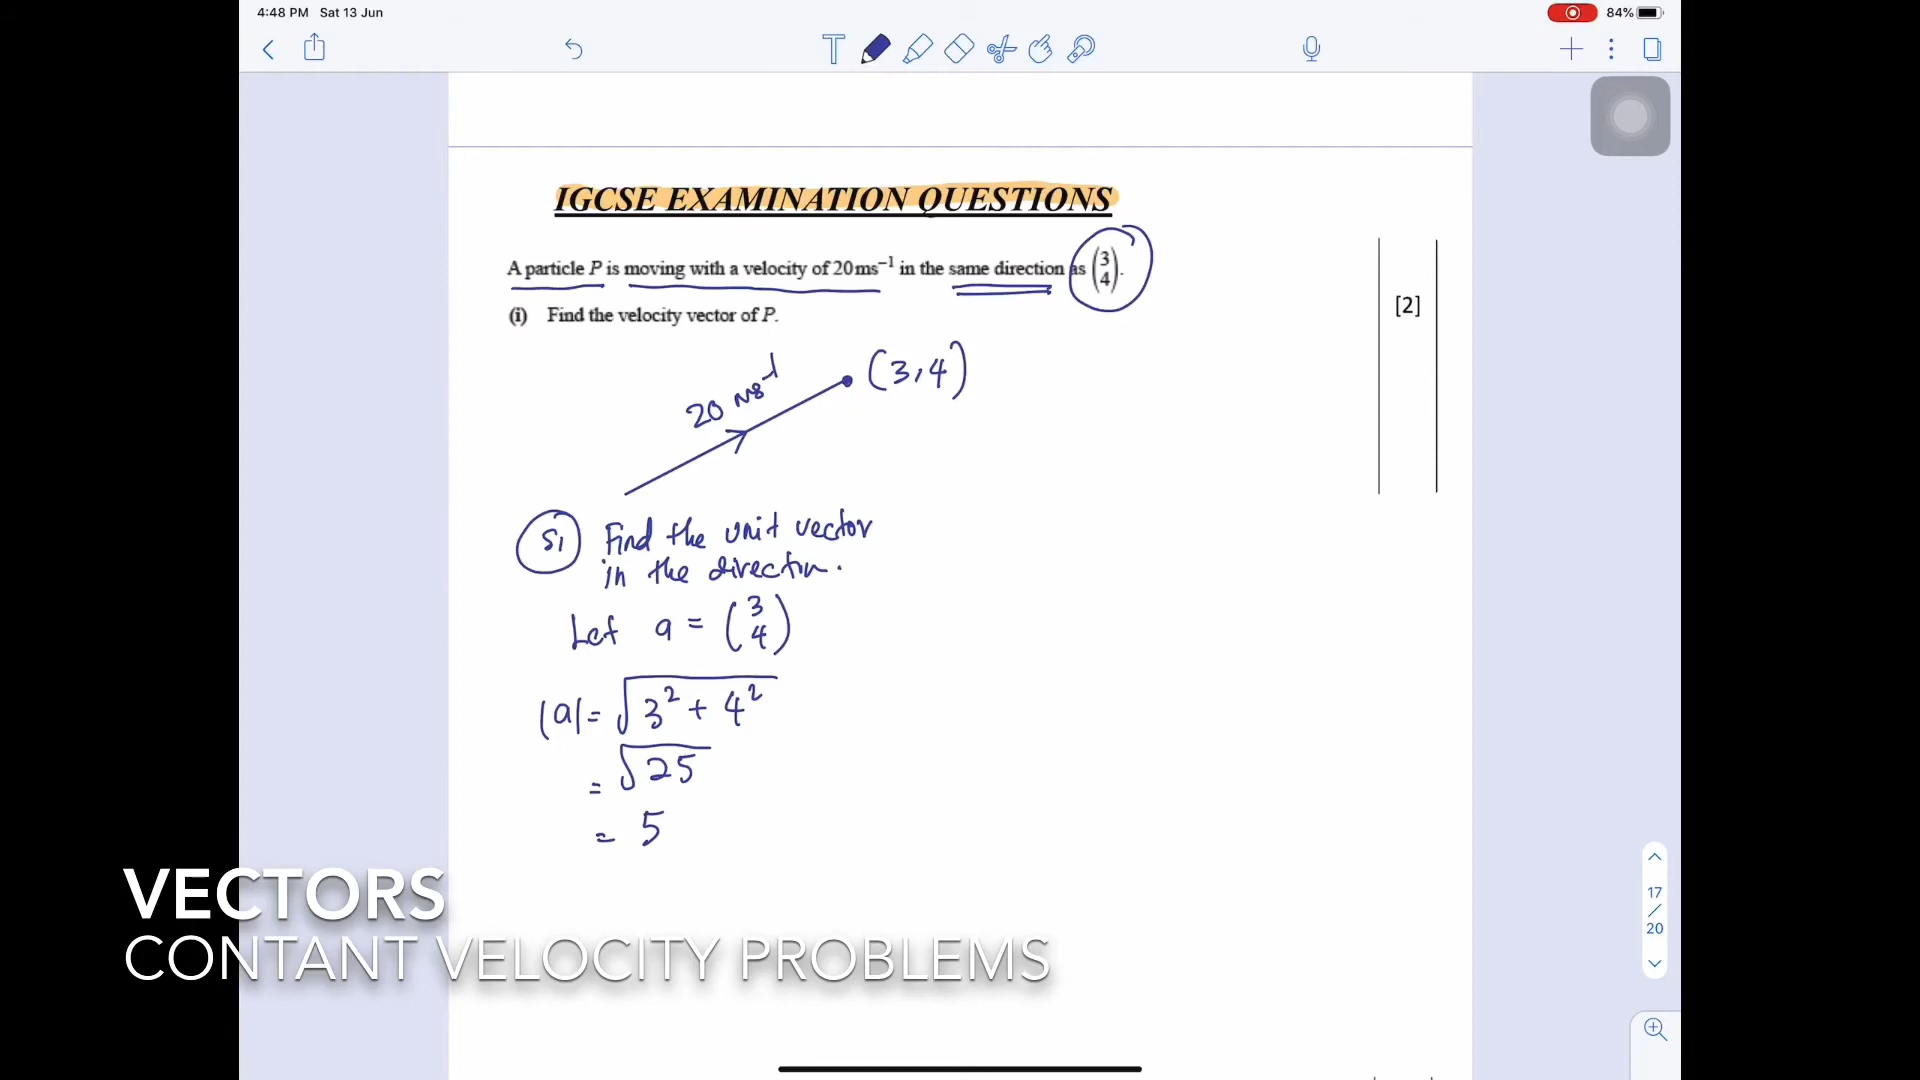 4:48 PM Sat 13 Jun
84%
IGCSE EXAMINATION QUESTIONS
A particle P is moving with a velocity of 20 ms⁻¹ in the same direction as (3 4).
[2]
(i) Find the velocity vector of P.
20 ms⁻¹
(3,4)
S1 Find the unit vector
in the direction.
Let a = (3 4)
|a| = √3² + 4²
= √25
= 5
VECTORS
CONTANT VELOCITY PROBLEMS
17
/
20